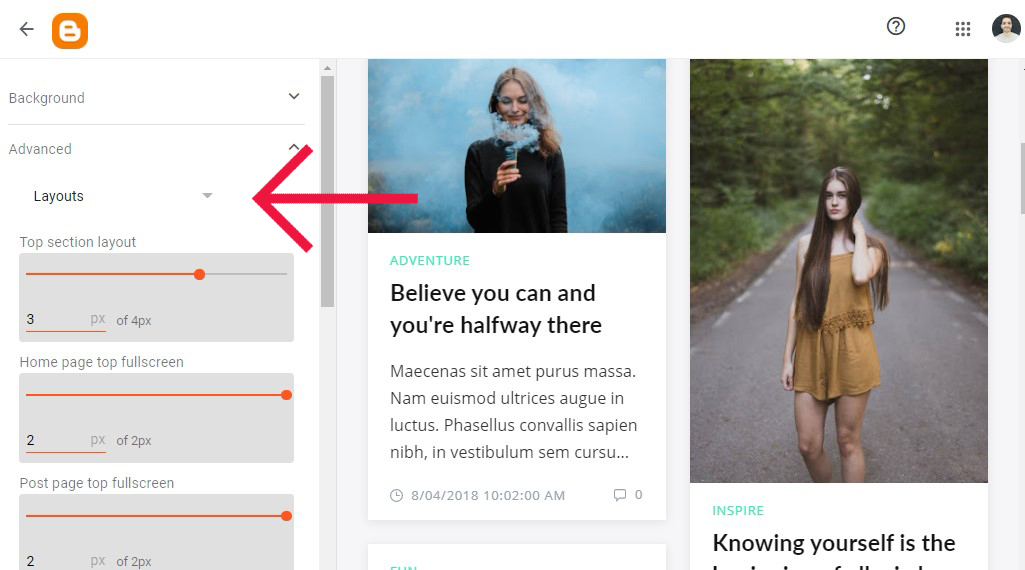 Background
Advanced
Layouts
Top section layout
3 px of 4px
Home page top fullscreen
2 px of 2px
Post page top fullscreen
2 px of 2px
ADVENTURE
Believe you can and
you're halfway there
Maecenas sit amet purus massa.
Nam euismod ultrices augue in
luctus. Phasellus convallis sapien
nibh, in vestibulum sem cursu...
8/04/2018 10:02:00 AM 0
FUN
INSPIRE
Knowing yourself is the